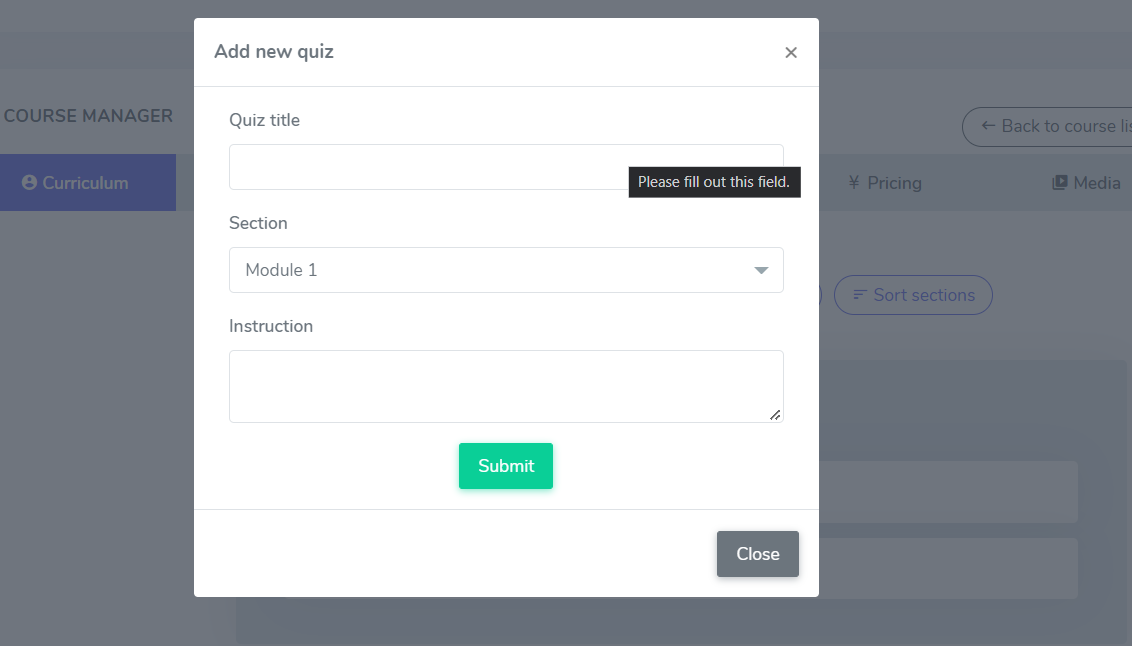 Add new quiz
×
COURSE MANAGER
Quiz title
← Back to course lis
Please fill out this field.
Curriculum
¥ Pricing
Media
Section
Module 1
Sort sections
Instruction
Submit
Close